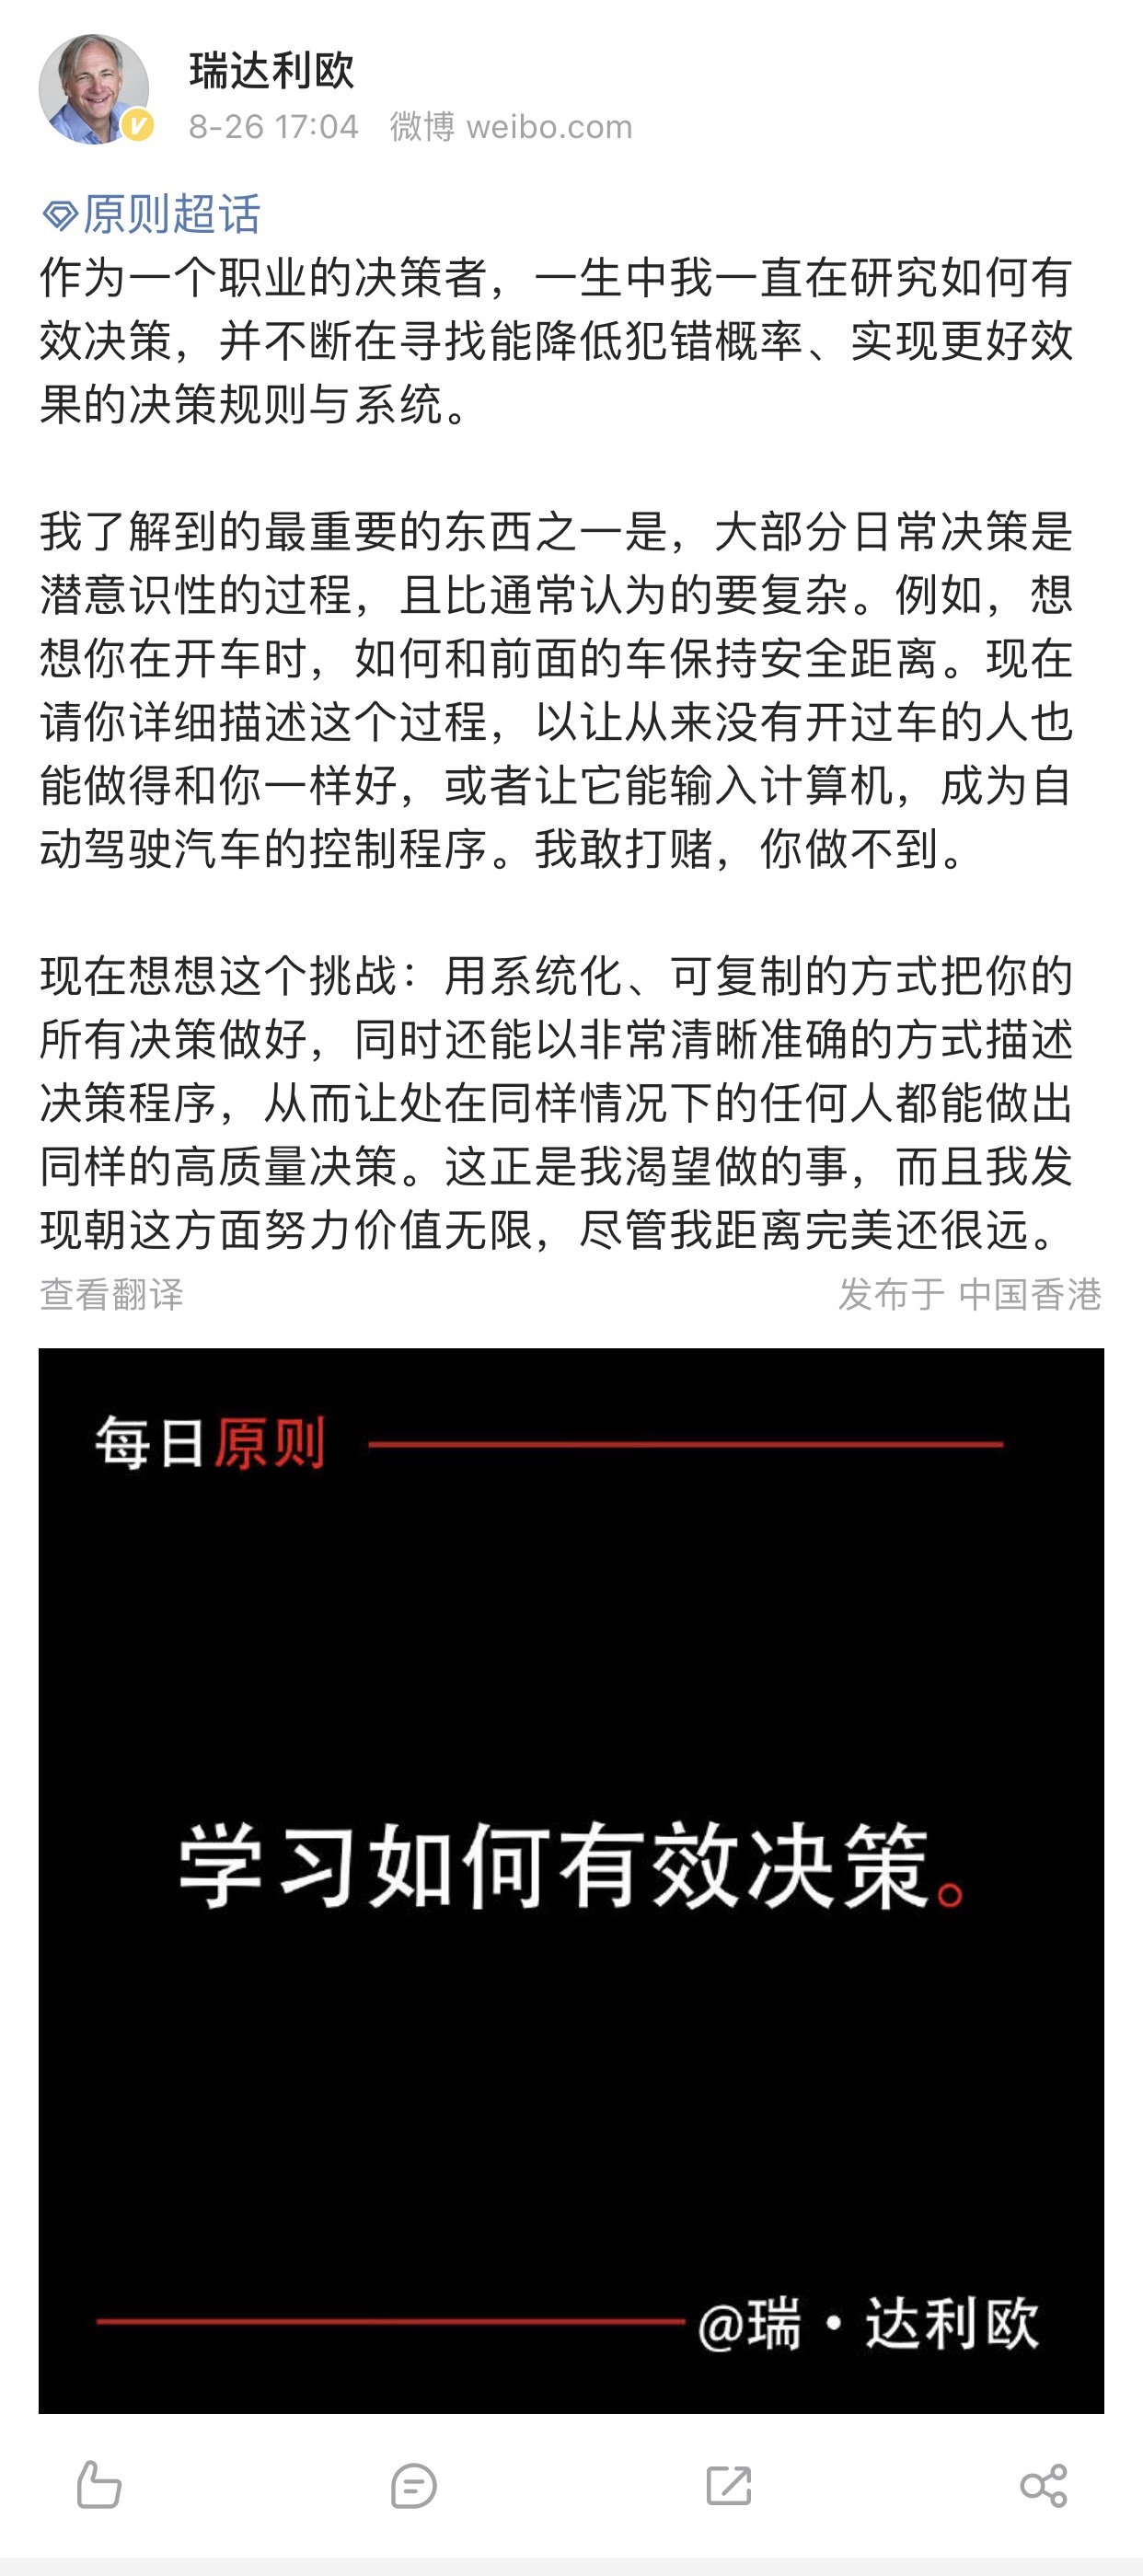 瑞达利欧
8-26 17:04 微博 weibo.com
原则超话
作为一个职业的决策者，一生中我一直在研究如何有
效决策，并不断在寻找能降低犯错概率、实现更好效
果的决策规则与系统。
我了解到的最重要的东西之一是，大部分日常决策是
潜意识性的过程，且比通常认为的要复杂。例如，想
想你在开车时，如何和前面的车保持安全距离。现在
请你详细描述这个过程，以让从来没有开过车的人也
能做得和你一样好，或者让它能输入计算机，成为自
动驾驶汽车的控制程序。我敢打赌，你做不到。
现在想想这个挑战：用系统化、可复制的方式把你的
所有决策做好，同时还能以非常清晰准确的方式描述
决策程序，从而让处在同样情况下的任何人都能做出
同样的高质量决策。这正是我渴望做的事，而且我发
现朝这方面努力价值无限，尽管我距离完美还很远。
查看翻译 发布于 中国香港
每日原则
学习如何有效决策。
@瑞·达利欧